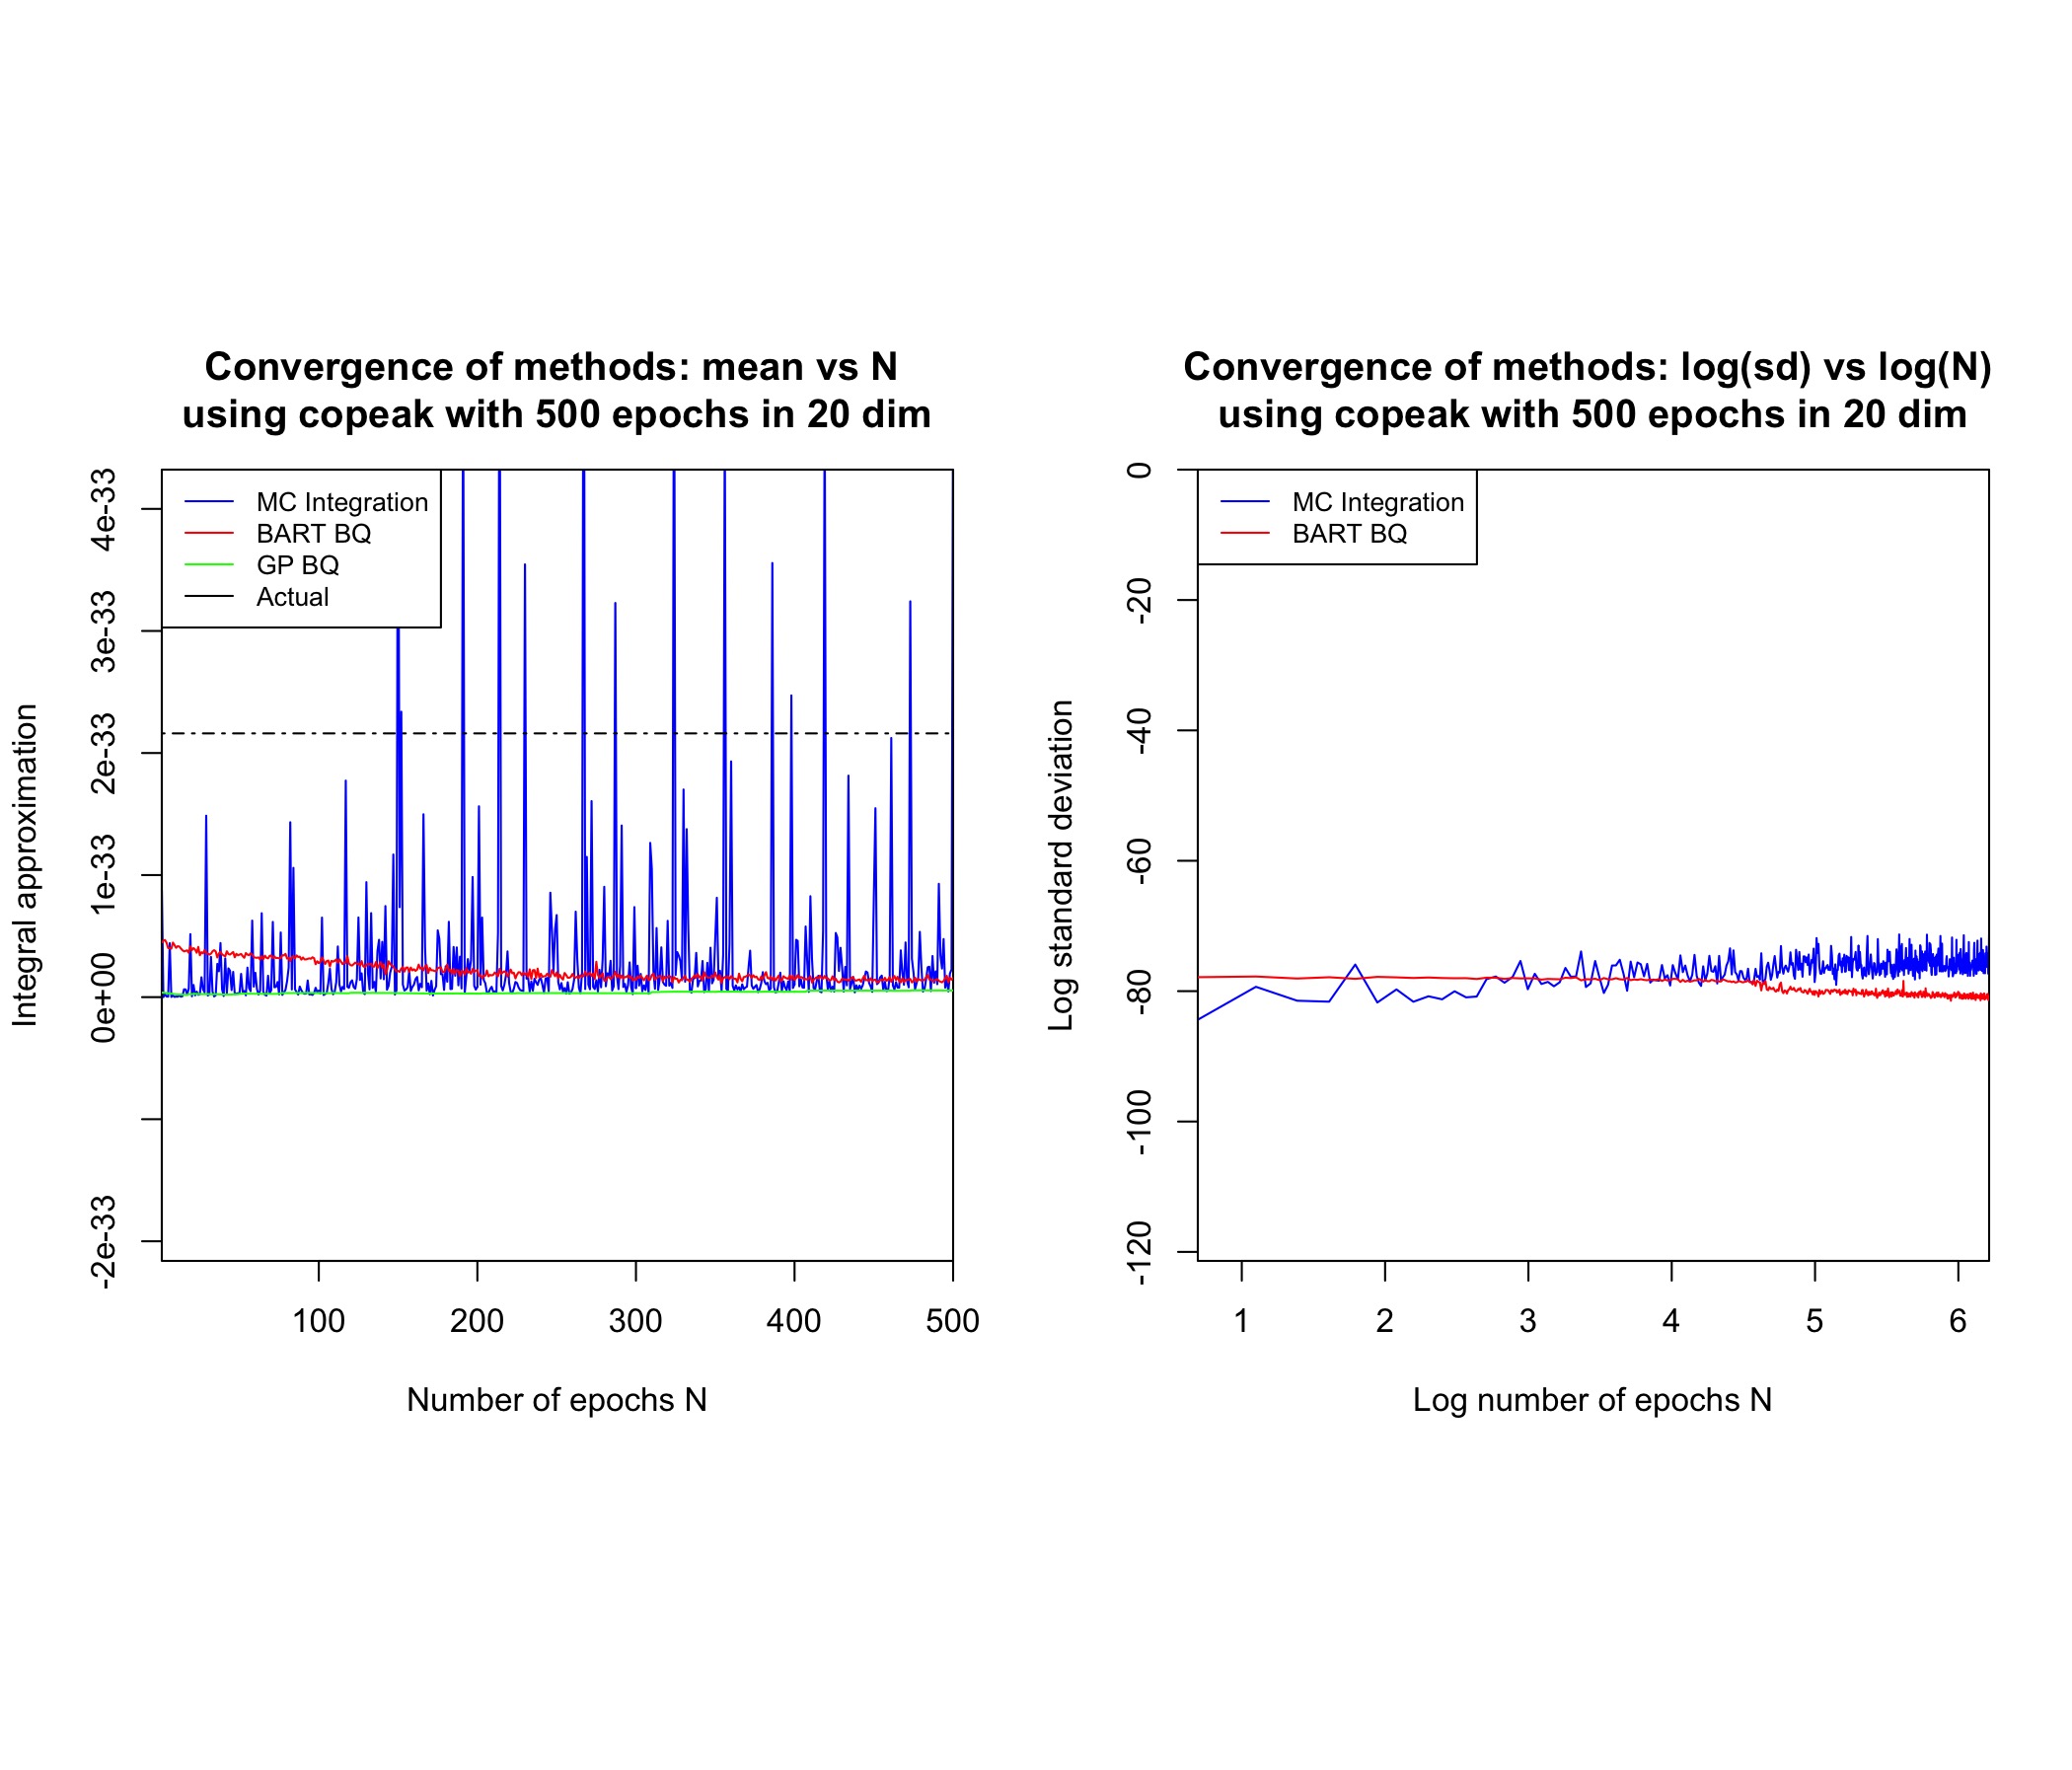 Convergence of methods: mean vs N
using copeak with 500 epochs in 20 dim
MC Integration
BART BQ
GP BQ
Actual
Integral approximation
4e-33
3e-33
2e-33
1e-33
0e+00
-2e-33
100 200 300 400 500
Number of epochs N
Convergence of methods: log(sd) vs log(N)
using copeak with 500 epochs in 20 dim
MC Integration
BART BQ
Log standard deviation
0
-20
-40
-60
-80
-100
-120
1 2 3 4 5 6
Log number of epochs N